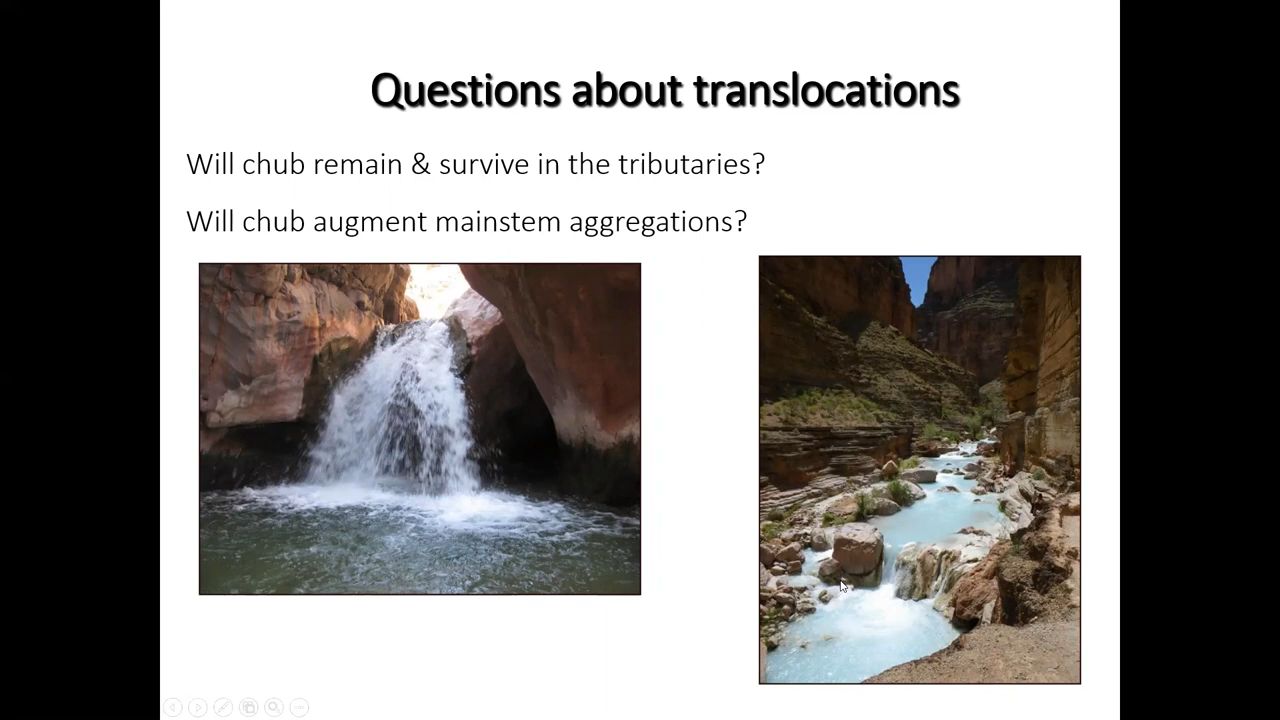 Questions about translocations
Will chub remain & survive in the tributaries?
Will chub augment mainstem aggregations?